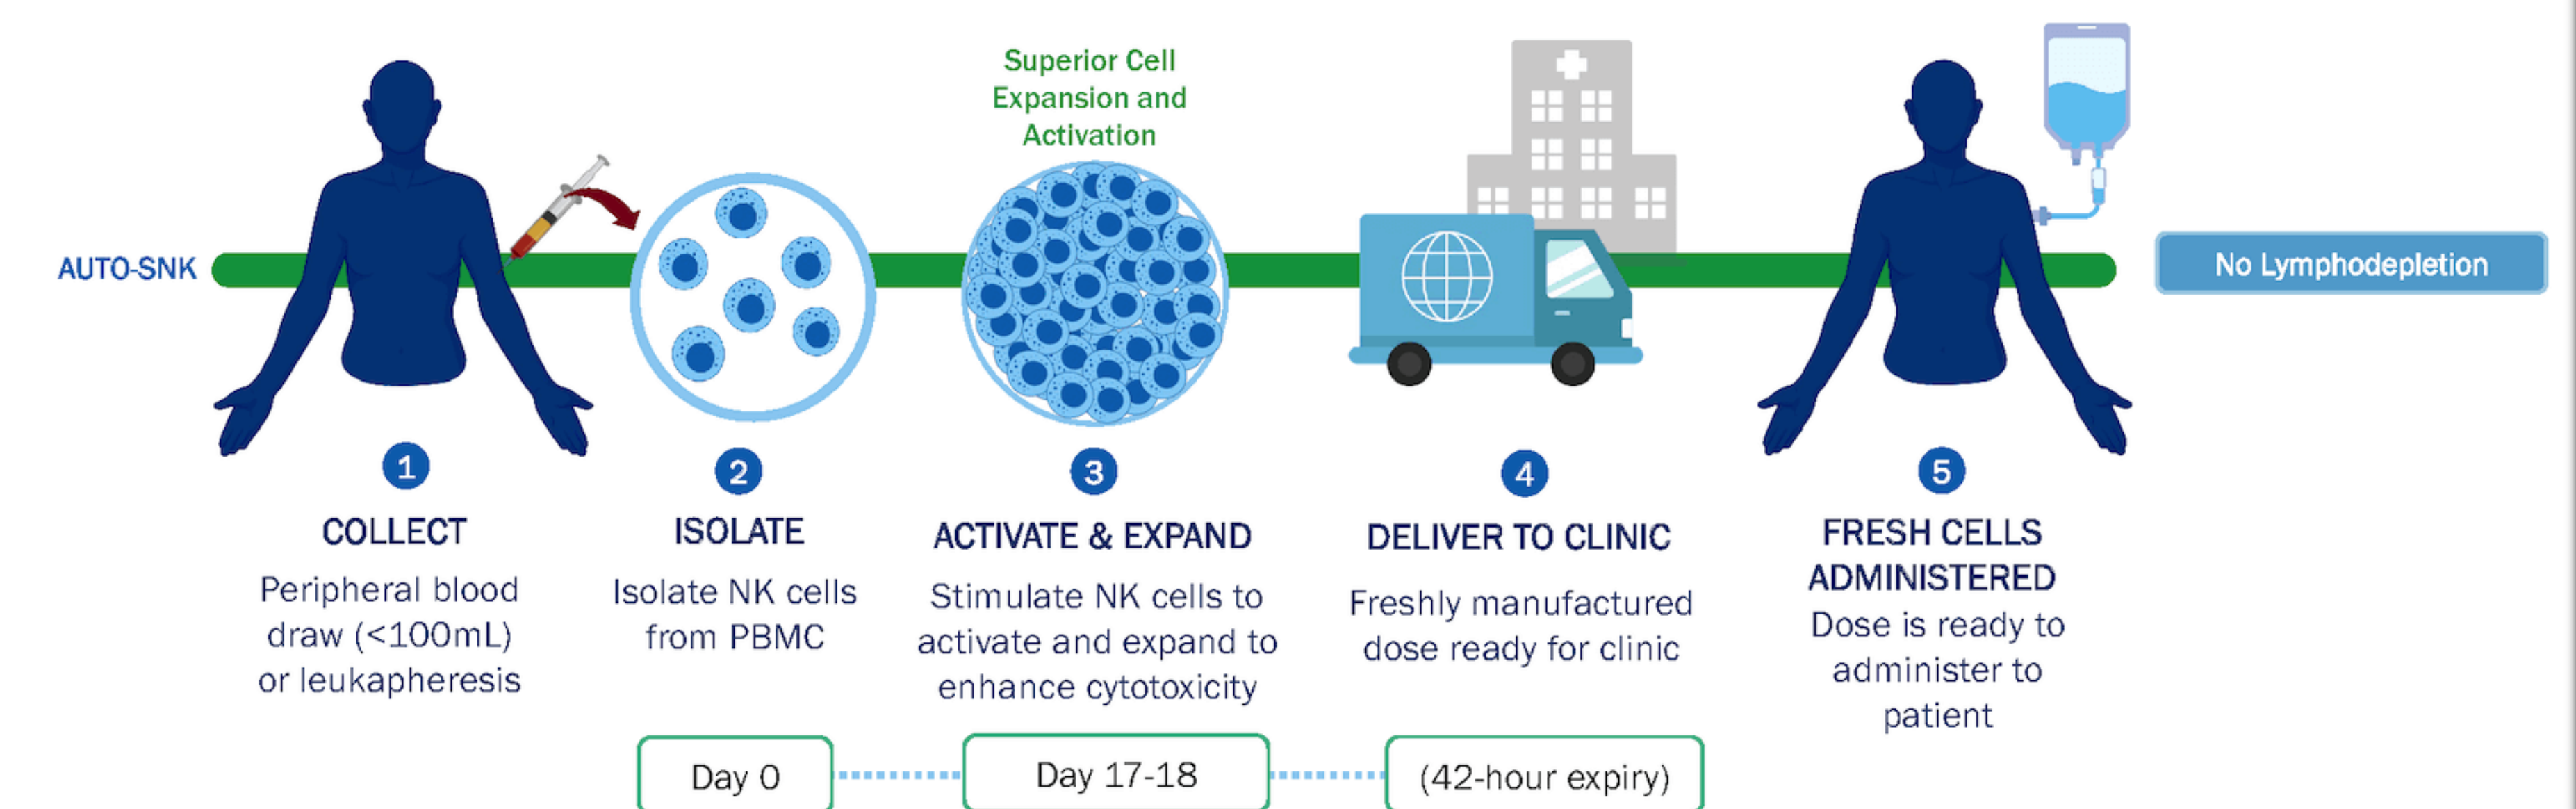 Superior Cell
Expansion and
Activation
AUTO-SNK
No Lymphodepletion
1
COLLECT
Peripheral blood
draw (<100mL)
or leukapheresis
2
ISOLATE
Isolate NK cells
from PBMC
3
ACTIVATE & EXPAND
Stimulate NK cells to
activate and expand to
enhance cytotoxicity
4
DELIVER TO CLINIC
Freshly manufactured
dose ready for clinic
5
FRESH CELLS
ADMINISTERED
Dose is ready to
administer to
patient
Day 0
Day 17-18
(42-hour expiry)